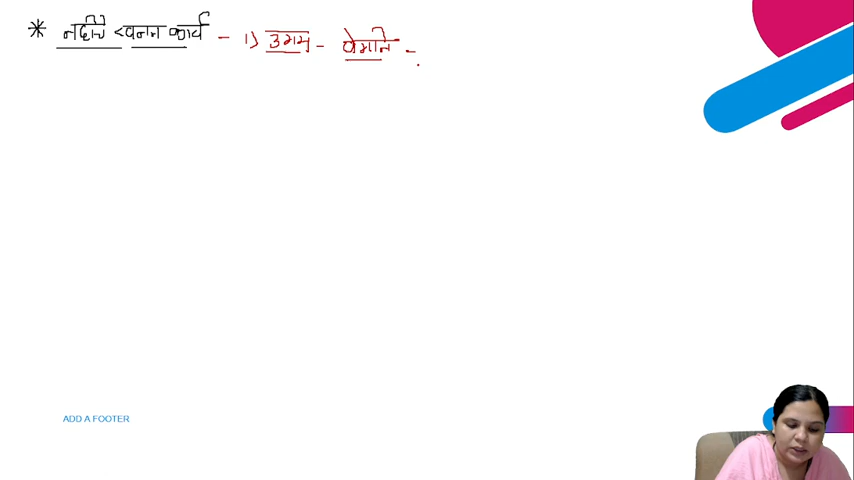 * नदीचे खनन कार्य - 1) उगम - वेगाने -
ADD A FOOTER